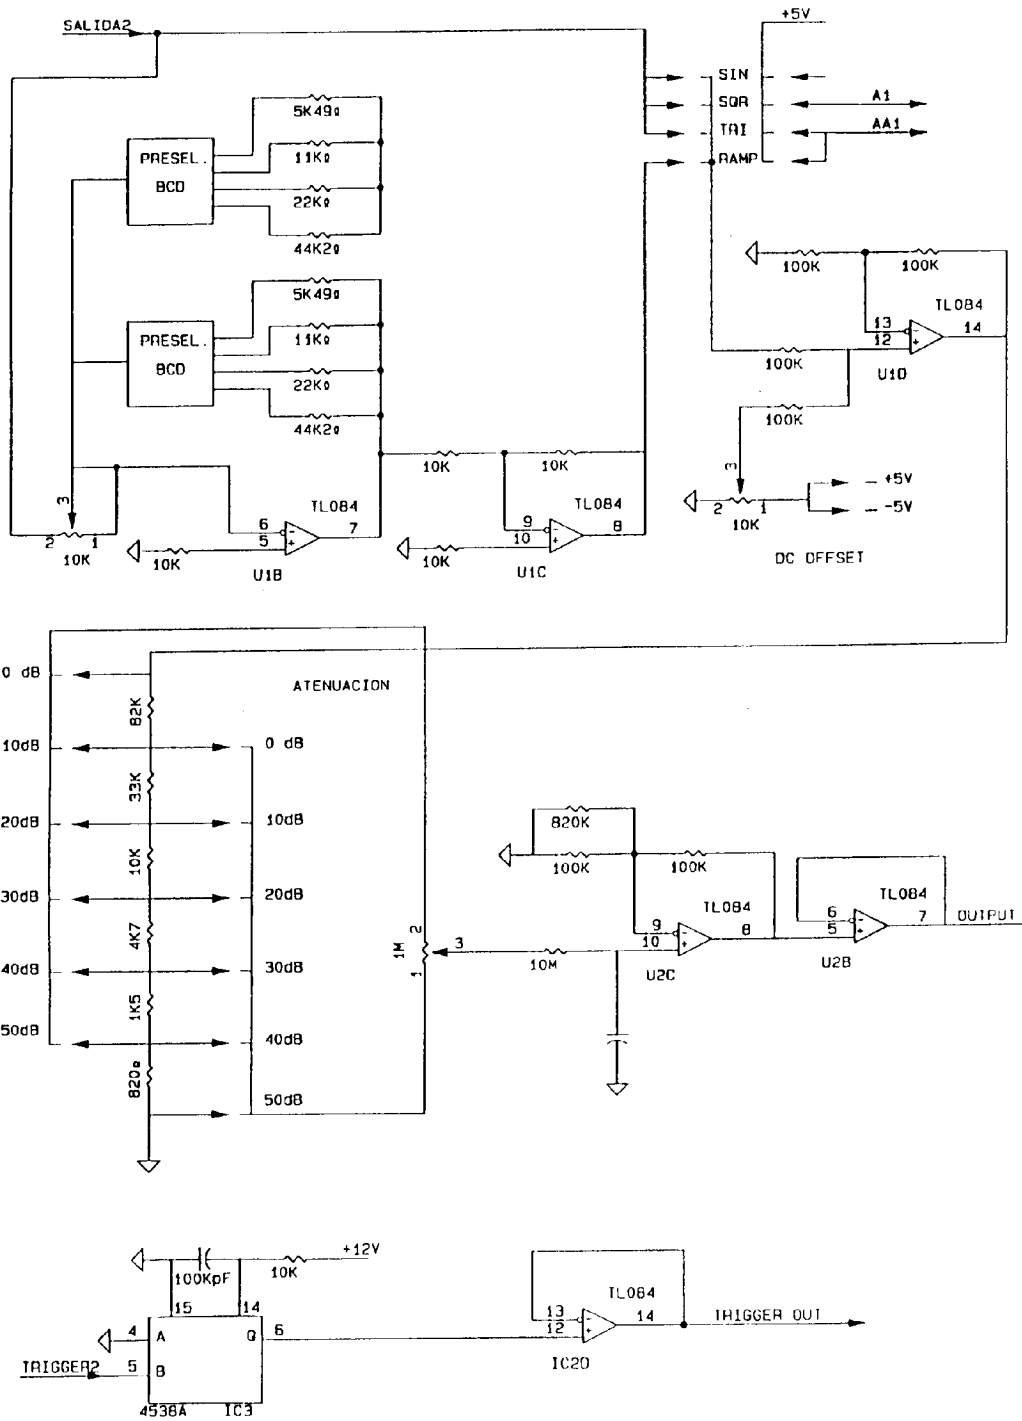 SALIDA2
+5V
SIN
SQR
A1
TRI
AA1
RAMP
PRESEL.
BCD
5K49Ω
11KΩ
22KΩ
44K2Ω
PRESEL.
BCD
5K49Ω
11KΩ
22KΩ
44K2Ω
100K
100K
TL084
13
12
14
U1D
100K
100K
3
2
1
10K
+5V
-5V
DC OFFSET
3
2
1
10K
10K
6
5
TL084
7
U1B
10K
10K
10K
9
10
TL084
8
U1C
ATENUACION
0 dB
10dB
20dB
30dB
40dB
50dB
82K
33K
10K
4K7
1K5
820Ω
0 dB
10dB
20dB
30dB
40dB
50dB
2
1M
1
3
10M
820K
100K
100K
9
10
TL084
8
U2C
6
5
TL084
7
U2B
OUTPUT
+12V
100KpF
10K
15
14
4
A
Q
6
5
B
TRIGGER2
4538A
IC3
13
12
TL084
14
IC2D
TRIGGER OUT